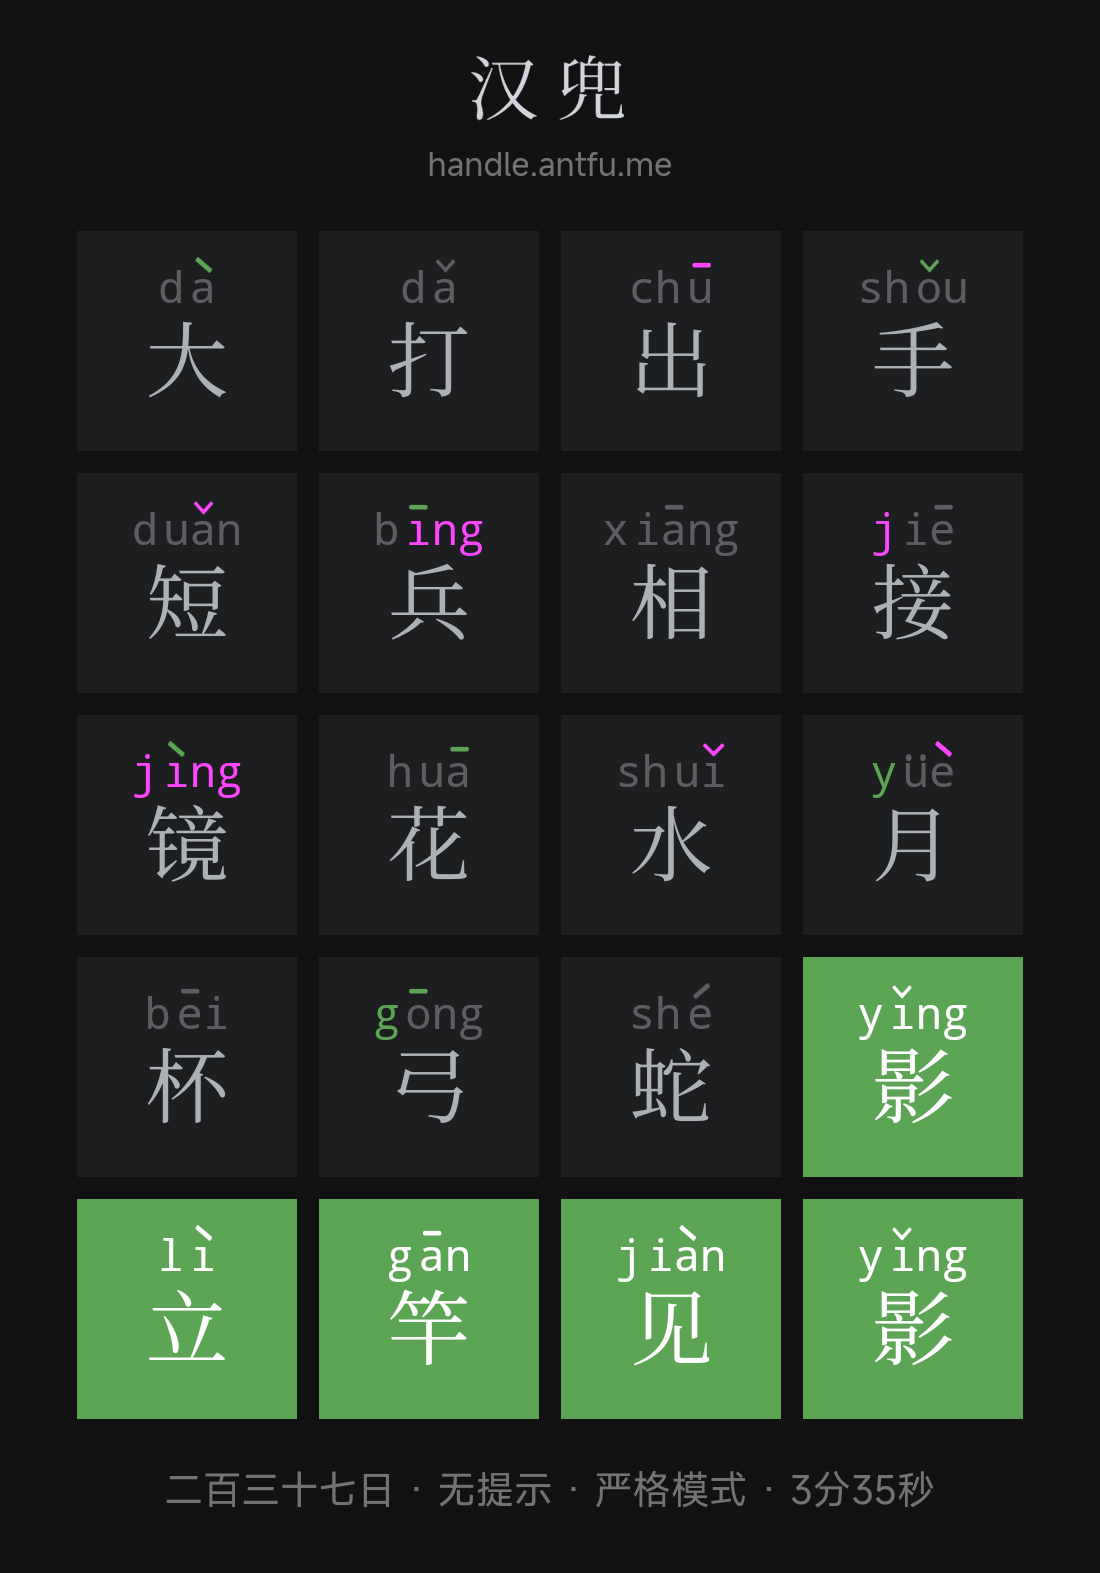 汉兜
handle.antfu.me
dà dǎ chū shǒu
大 打 出 手
duǎn bīng xiāng jiē
短 兵 相 接
jìng huā shuǐ yüè
镜 花 水 月
bēi gōng shé yǐng
杯 弓 蛇 影
lì gān jiàn yǐng
立 竿 见 影
二百三十七日 · 无提示 · 严格模式 · 3分35秒